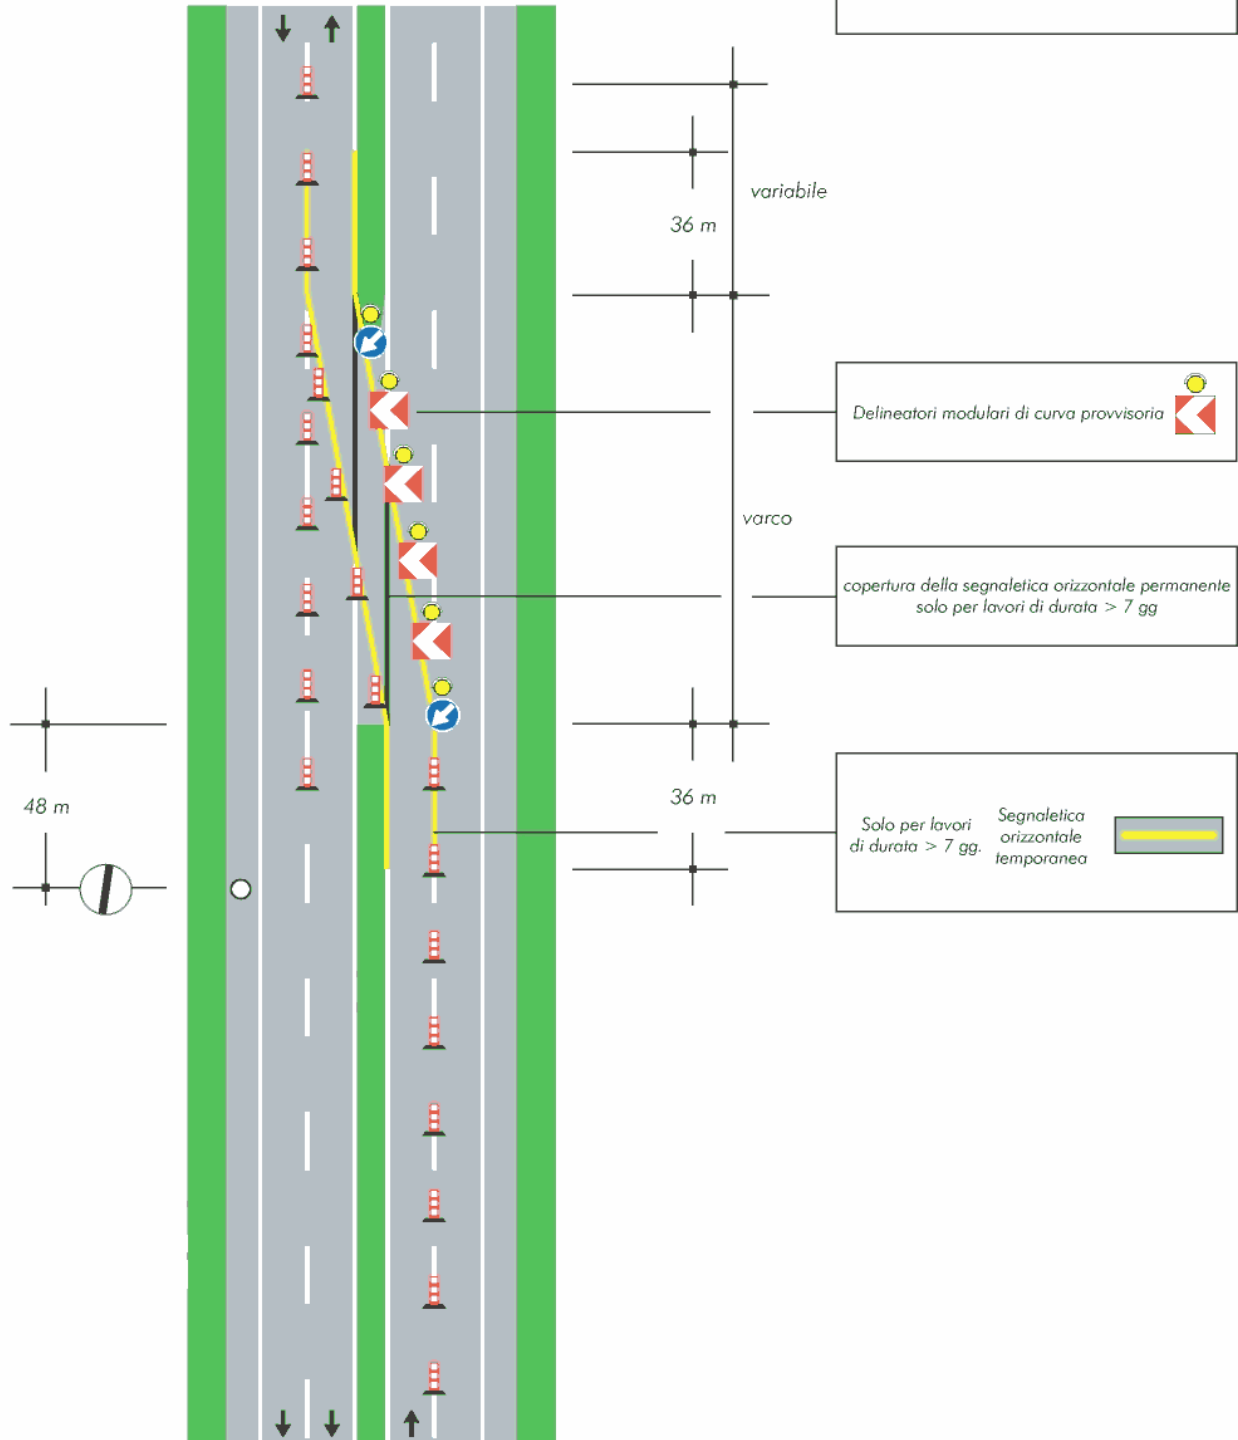 variabile
36 m
Delineatori modulari di curva provvisoria
varco
copertura della segnaletica orizzontale permanente
solo per lavori di durata > 7 gg
48 m
36 m
Solo per lavori
di durata > 7 gg.
Segnaletica
orizzontale
temporanea